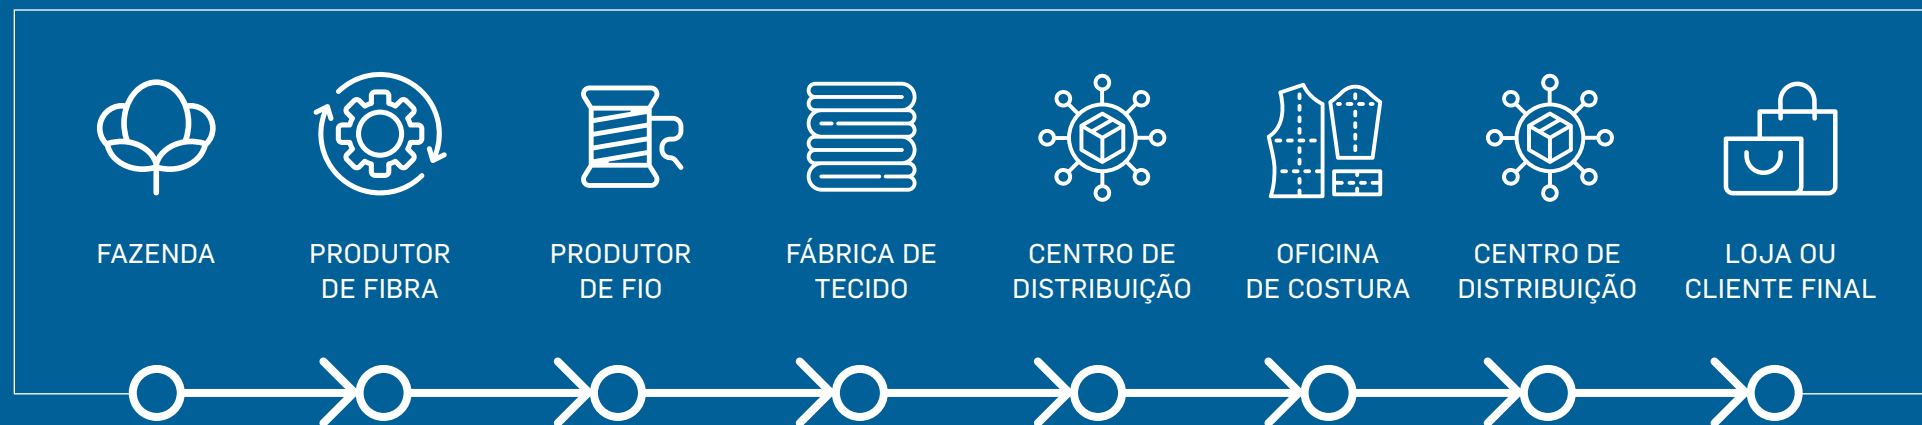 FAZENDA
PRODUTOR
DE FIBRA
PRODUTOR
DE FIO
FÁBRICA DE
TECIDO
CENTRO DE
DISTRIBUIÇÃO
OFICINA
DE COSTURA
CENTRO DE
DISTRIBUIÇÃO
LOJA OU
CLIENTE FINAL